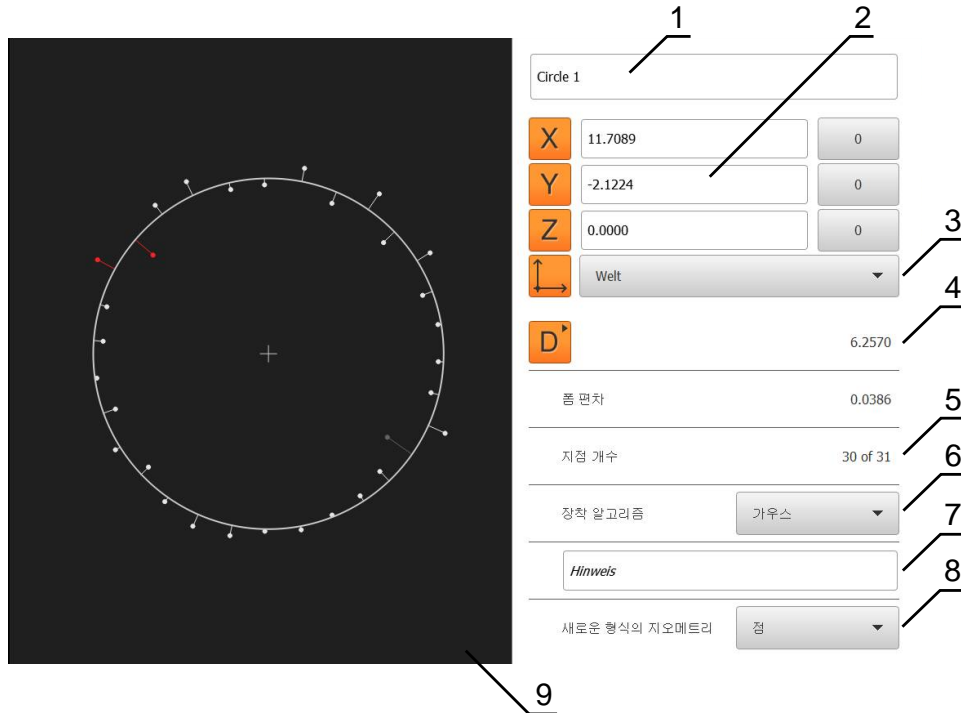 1
2
Circle 1
X 11.7089 0
Y -2.1224 0
Z 0.0000 0
3
Welt
4
D 6.2570
폼 편차 0.0386
5
지점 개수 30 of 31
6
장착 알고리즘 가우스
7
Hinweis
8
새로운 형식의 지오메트리 점
9